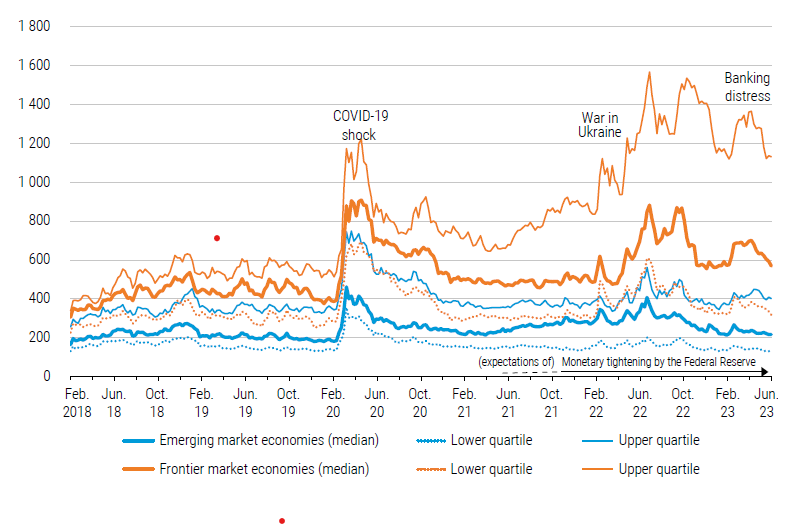 1 800
1 600
1 400
1 200
1 000
800
600
400
200
0
Banking
distress
COVID-19
shock
War in
Ukraine
(expectations of) Monetary tightening by the Federal Reserve
Feb. Jun. Oct. Feb. Jun. Oct. Feb. Jun. Oct. Feb. Jun. Oct. Feb. Jun. Oct. Feb. Jun.
2018 18 18 19 19 19 20 20 20 21 21 21 22 22 22 23 23
Emerging market economies (median) Lower quartile Upper quartile
Frontier market economies (median) Lower quartile Upper quartile